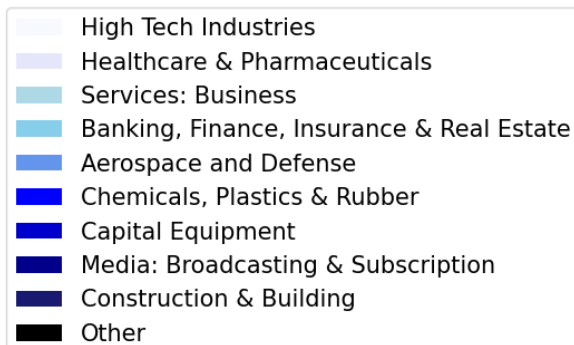 High Tech Industries
Healthcare & Pharmaceuticals
Services: Business
Banking, Finance, Insurance & Real Estate
Aerospace and Defense
Chemicals, Plastics & Rubber
Capital Equipment
Media: Broadcasting & Subscription
Construction & Building
Other